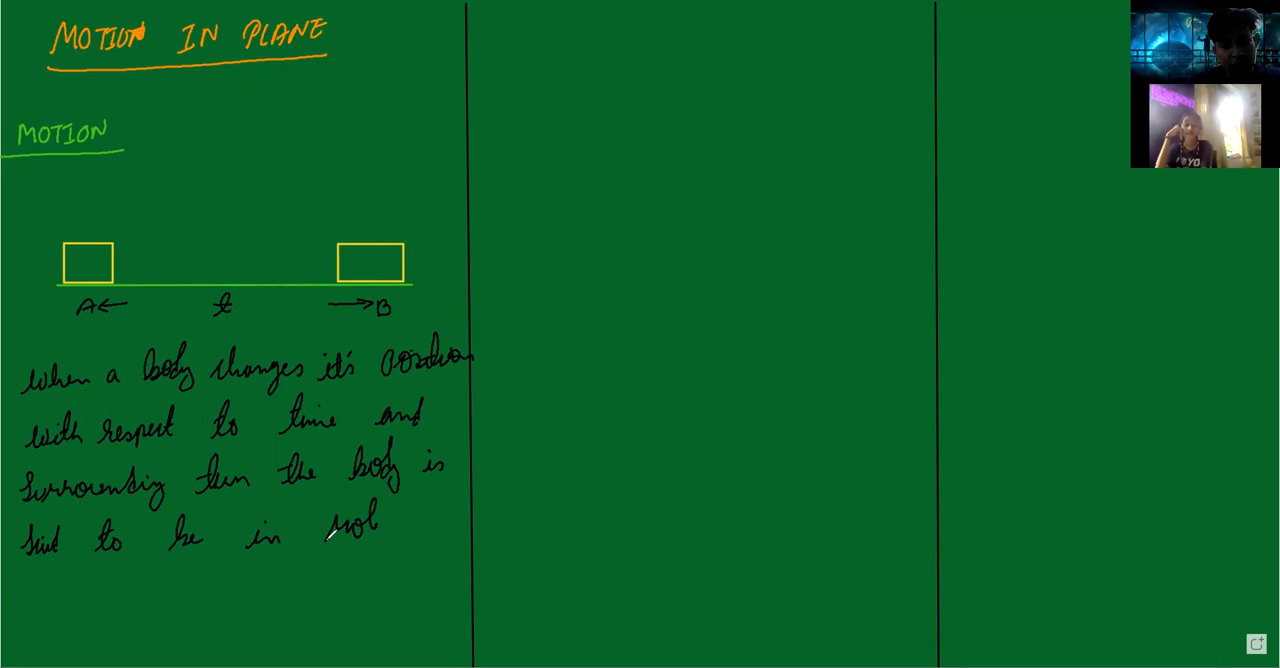 MOTION IN PLANE
MOTION
A t B
when a body changes it's position
with respect to time and
surrounding then the body is
to be in
YO